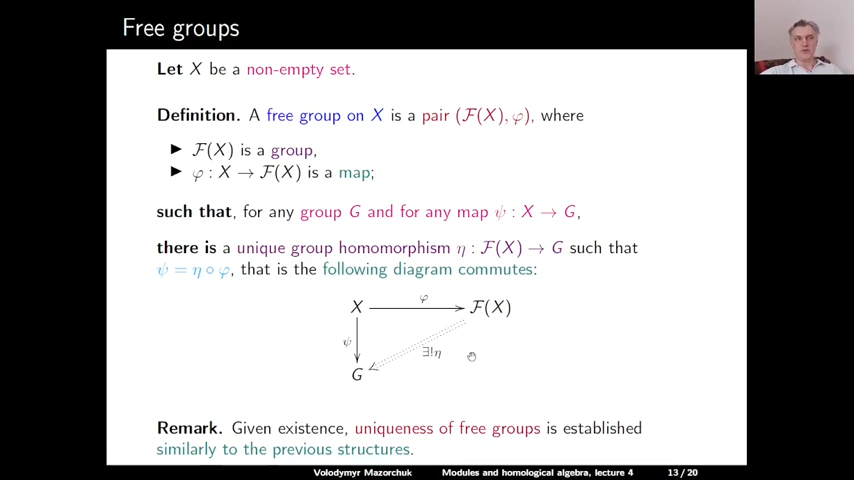 Free groups
Let X be a non-empty set.
Definition. A free group on X is a pair (ℱ(X), φ), where
▶ ℱ(X) is a group,
▶ φ : X → ℱ(X) is a map;
such that, for any group G and for any map ψ : X → G,
there is a unique group homomorphism η : ℱ(X) → G such that
ψ = η ∘ φ, that is the following diagram commutes:
φ
X ℱ(X)
ψ ∃!η
G
Remark. Given existence, uniqueness of free groups is established
similarly to the previous structures.
Volodymyr Mazorchuk Modules and homological algebra, lecture 4 13 / 20